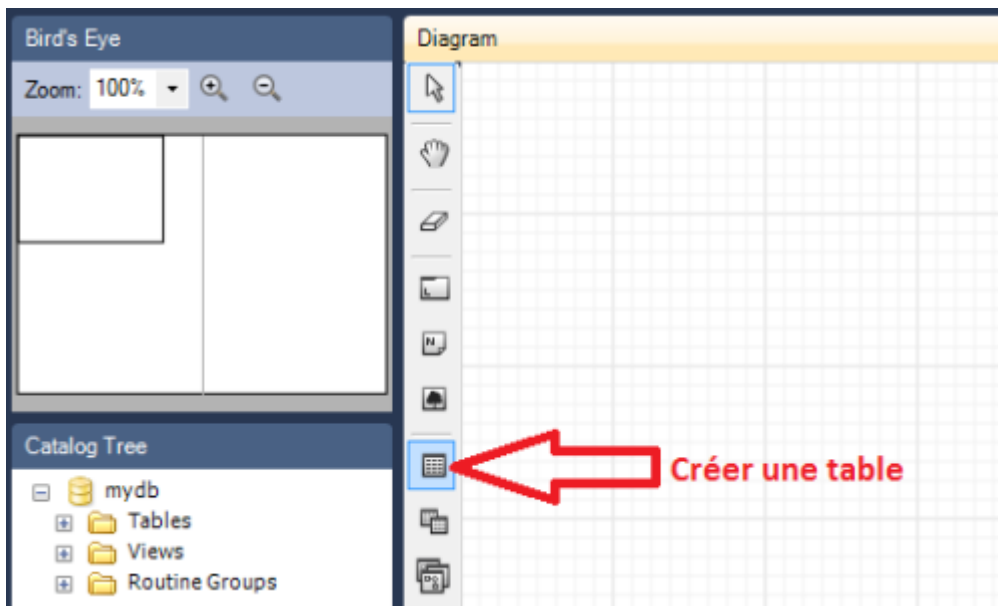 Bird's Eye
Zoom: 100%
Diagram
Créer une table
Catalog Tree
mydb
Tables
Views
Routine Groups